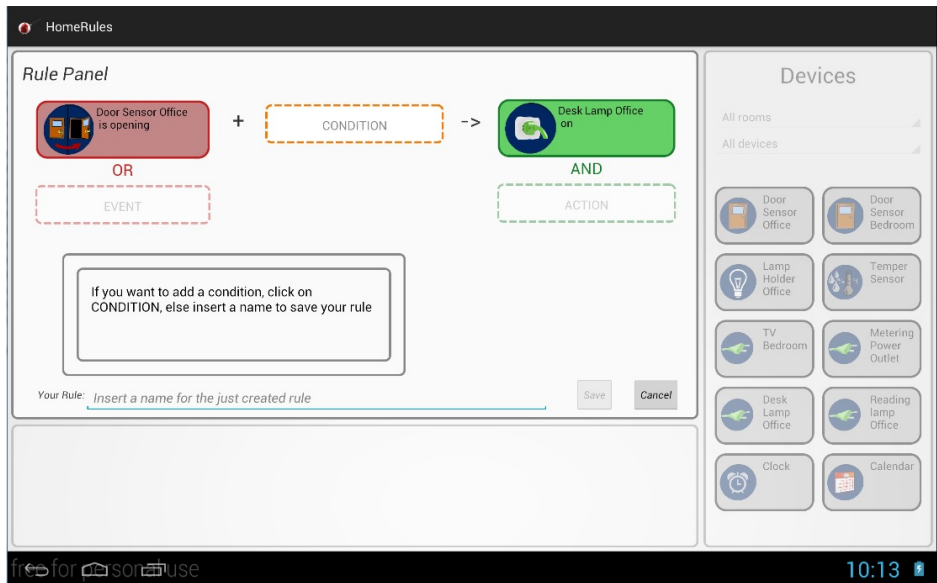 HomeRules
Rule Panel
Door Sensor Office
is opening
+
CONDITION
->
Desk Lamp Office
on
OR
AND
EVENT
ACTION
If you want to add a condition, click on
CONDITION, else insert a name to save your rule
Your Rule:
Insert a name for the just created rule
Save
Cancel
Devices
All rooms
All devices
Door
Sensor
Office
Door
Sensor
Bedroom
Lamp
Holder
Office
Temper
Sensor
TV
Bedroom
Metering
Power
Outlet
Desk
Lamp
Office
Reading
lamp
Office
Clock
Calendar
free for personal use
10:13